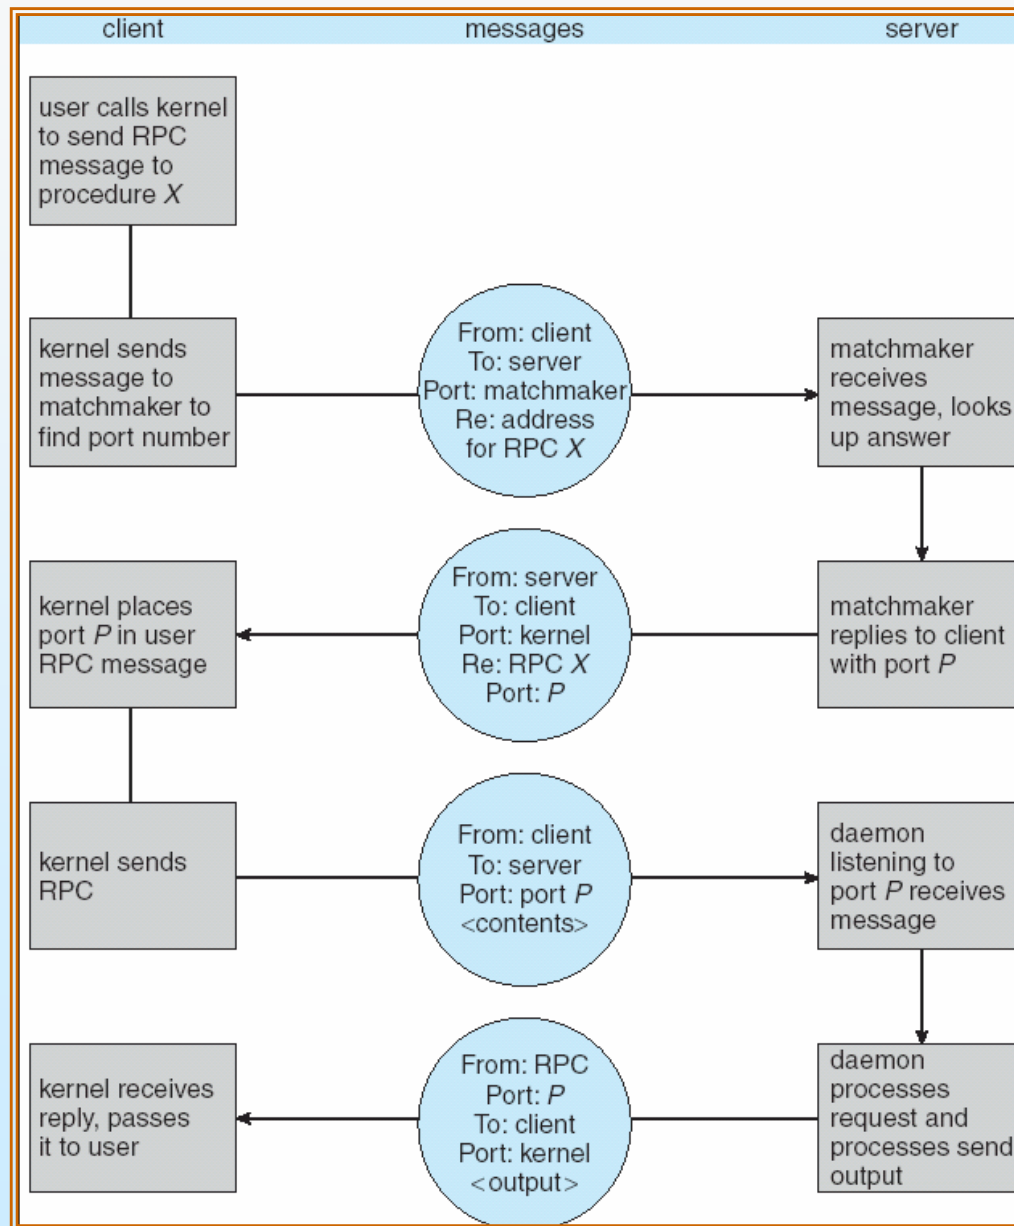 client
messages
server
user calls kernel
to send RPC
message to
procedure X
kernel sends
message to
matchmaker to
find port number
From: client
To: server
Port: matchmaker
Re: address
for RPC X
matchmaker
receives
message, looks
up answer
kernel places
port P in user
RPC message
From: server
To: client
Port: kernel
Re: RPC X
Port: P
matchmaker
replies to client
with port P
kernel sends
RPC
From: client
To: server
Port: port P
<contents>
daemon
listening to
port P receives
message
kernel receives
reply, passes
it to user
From: RPC
Port: P
To: client
Port: kernel
<output>
daemon
processes
request and
processes send
output